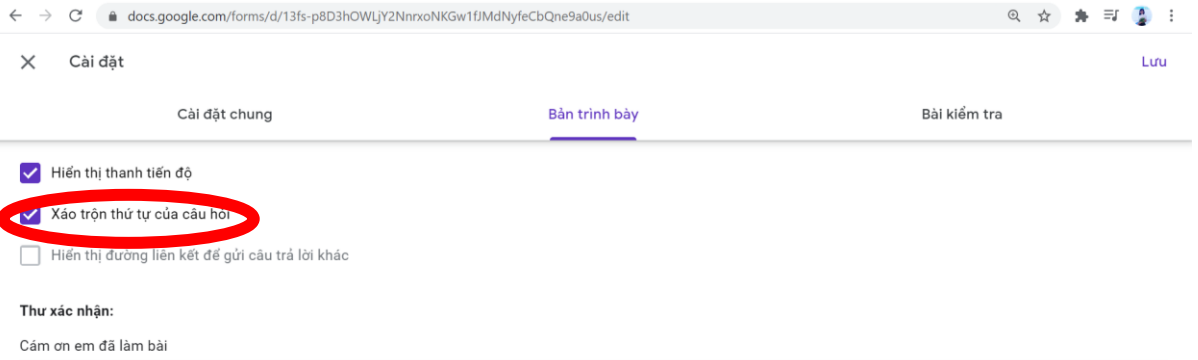 docs.google.com/forms/d/13fs-p8D3hOWLjY2NnrxoNKGw1fJMdNyfeCbQne9a0us/edit
Cài đặt
Lưu
Cài đặt chung
Bản trình bày
Bài kiểm tra
Hiển thị thanh tiến độ
Xáo trộn thứ tự của câu hỏi
Hiển thị đường liên kết để gửi câu trả lời khác
Thư xác nhận:
Cám ơn em đã làm bài